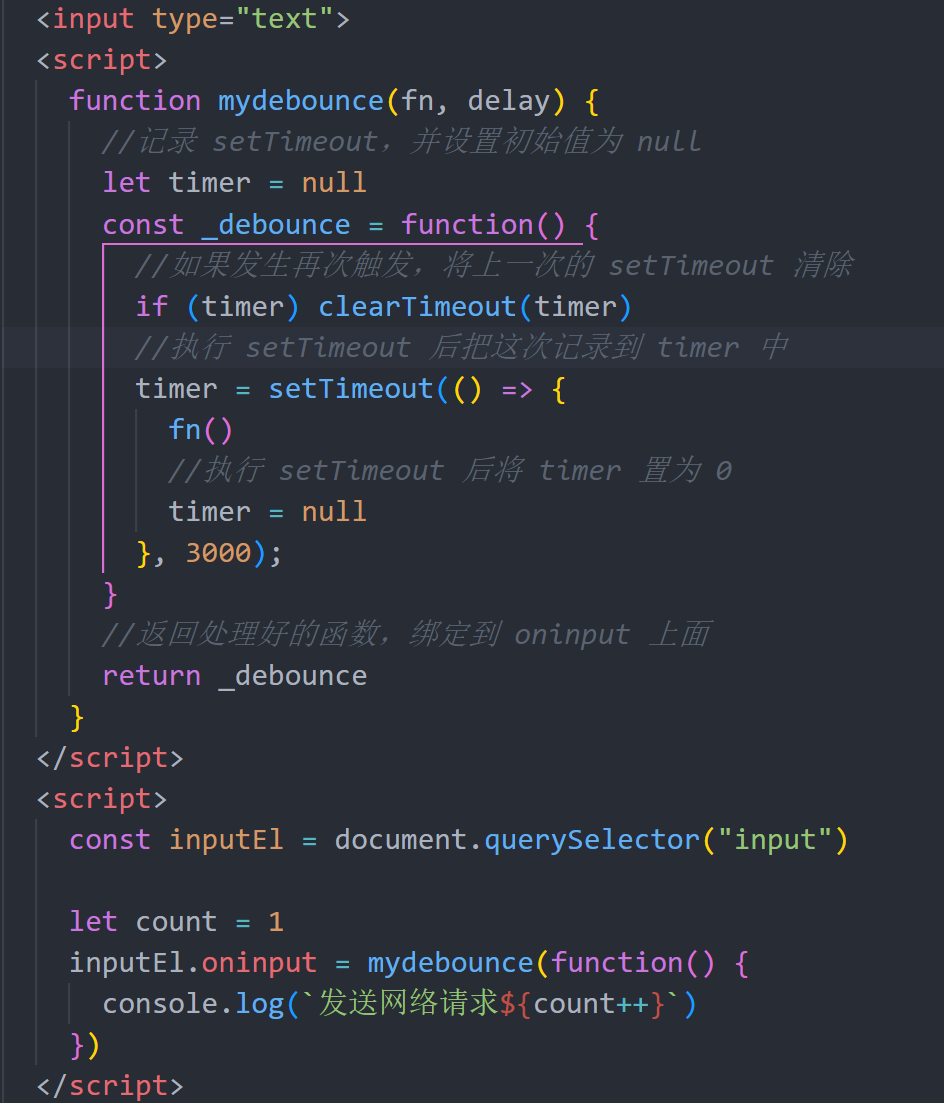 <input type="text">
<script>
function mydebounce(fn, delay) {
//记录 setTimeout，并设置初始值为 null
let timer = null
const _debounce = function() {
//如果发生再次触发，将上一次的 setTimeout 清除
if (timer) clearTimeout(timer)
//执行 setTimeout 后把这次记录到 timer 中
timer = setTimeout(() => {
fn()
//执行 setTimeout 后将 timer 置为 0
timer = null
}, 3000);
}
//返回处理好的函数，绑定到 oninput 上面
return _debounce
}
</script>
<script>
const inputEl = document.querySelector("input")
let count = 1
inputEl.oninput = mydebounce(function() {
console.log(`发送网络请求${count++}`)
})
</script>